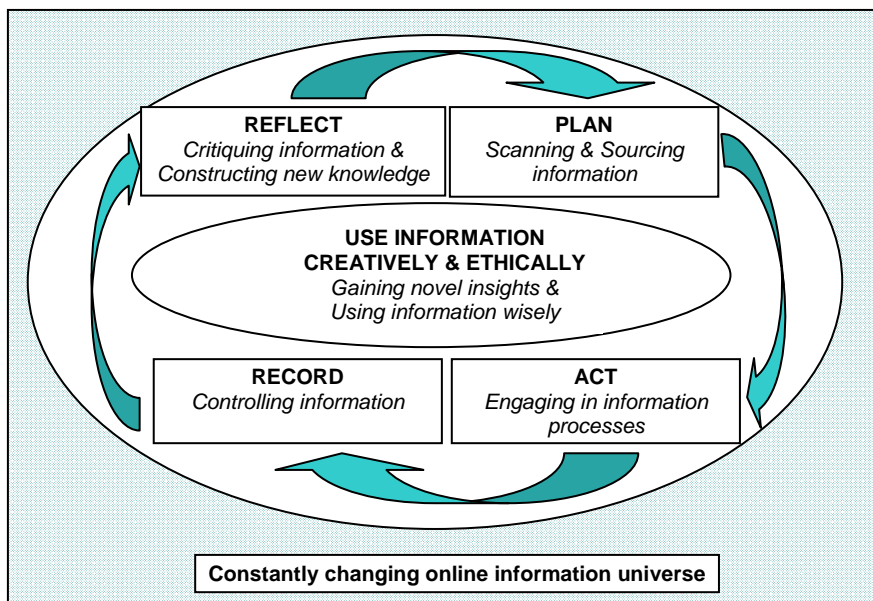 REFLECT
Critiquing information &
Constructing new knowledge
PLAN
Scanning & Sourcing
information
USE INFORMATION
CREATIVELY & ETHICALLY
Gaining novel insights &
Using information wisely
RECORD
Controlling information
ACT
Engaging in information
processes
Constantly changing online information universe